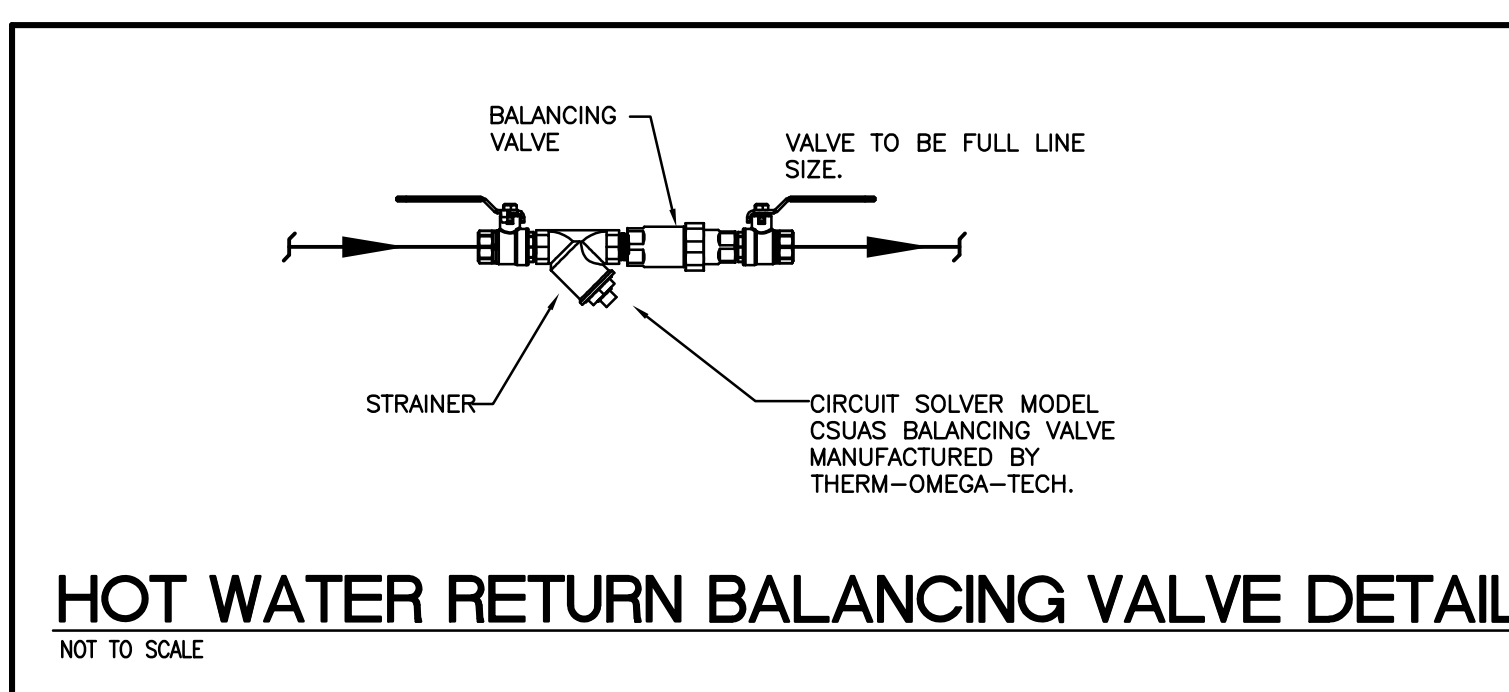 BALANCING
VALVE
VALVE TO BE FULL LINE
SIZE.
STRAINER
CIRCUIT SOLVER MODEL
CSUAS BALANCING VALVE
MANUFACTURED BY
THERM-OMEGA-TECH.
HOT WATER RETURN BALANCING VALVE DETAIL
NOT TO SCALE